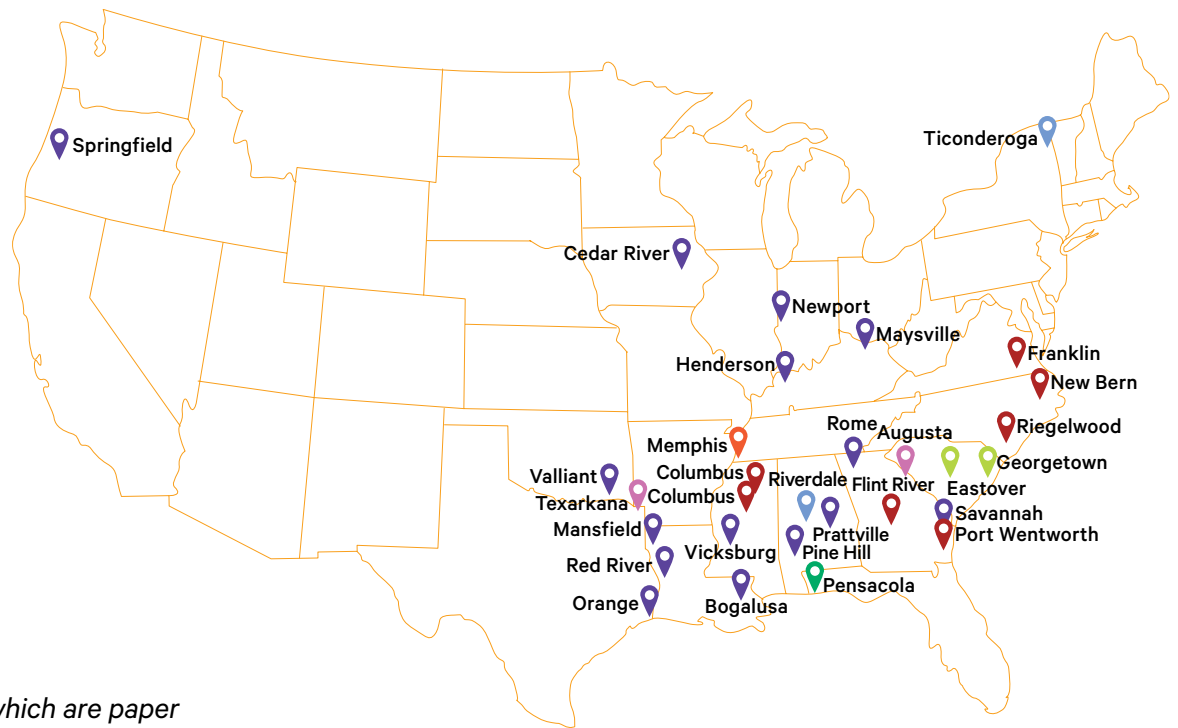 Ticonderoga
Springfield
Cedar River
Newport
Maysville
Henderson
Franklin
New Bern
Rome
Augusta
Riegelwood
Memphis
Columbus
Georgetown
Valliant
Riverdale
Flint River
Eastover
Texarkana
Columbus
Savannah
Mansfield
Prattville
Port Wentworth
Vicksburg
Pine Hill
Red River
Pensacola
Orange
Bogalusa
which are paper